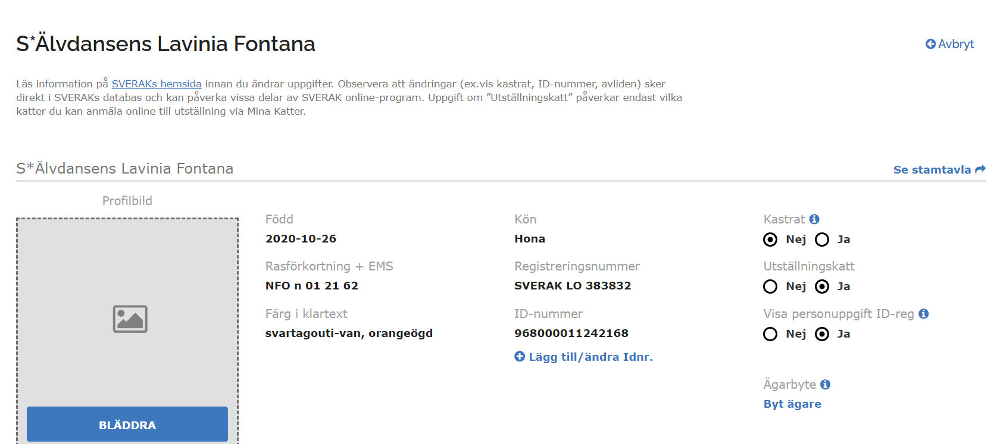 S*Älvdansens Lavinia Fontana
Avbryt
Läs information på SVERAKs hemsida innan du ändrar uppgifter. Observera att ändringar (ex.vis kastrat, ID-nummer, avliden) sker
direkt i SVERAKs databas och kan påverka vissa delar av SVERAK online-program. Uppgift om ”Utställningskatt” påverkar endast vilka
katter du kan anmäla online till utställning via Mina Katter.
S*Älvdansens Lavinia Fontana
Se stamtavla
Profilbild
BLÄDDRA
Född
2020-10-26
Rasförkortning + EMS
NFO n 01 21 62
Färg i klartext
svartagouti-van, orangeögd
Kön
Hona
Registreringsnummer
SVERAK LO 383832
ID-nummer
968000011242168
Lägg till/ändra Idnr.
Kastrat
Nej Ja
Utställningskatt
Nej Ja
Visa personuppgift ID-reg
Nej Ja
Ägarbyte
Byt ägare